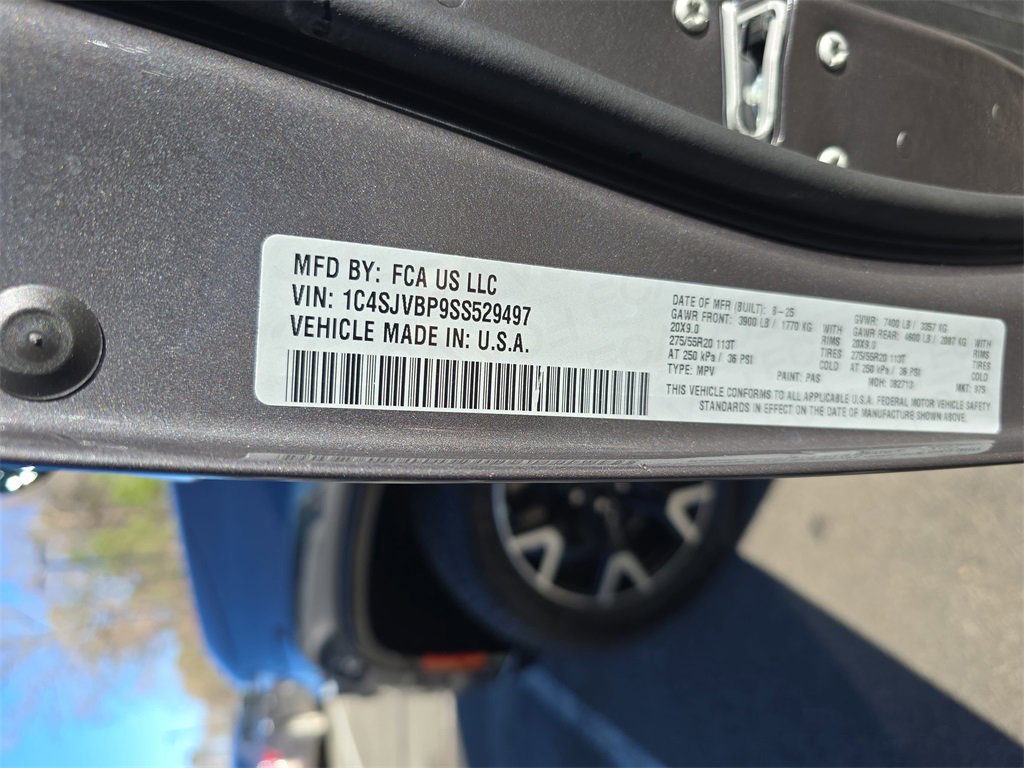 MFD BY: FCA US LLC
VIN: 1C4SJVBP9SS529497
VEHICLE MADE IN: U.S.A.
DATE OF MFR (BUILT): 8-25 GVWR: 7400 LB / 3357 KG
GAWR FRONT: 3900 LB / 1770 KG WITH GAWR REAR: 4600 LB / 2087 KG WITH
20X9.0 RIMS 20X9.0 RIMS
275/55R20 113T TIRES 275/55R20 113T TIRES
AT 250 kPa / 36 PSI COLD AT 250 kPa / 36 PSI COLD
TYPE: MPV PAINT: PAS MDH: 082713 MKT: 975
THIS VEHICLE CONFORMS TO ALL APPLICABLE U.S.A. FEDERAL MOTOR VEHICLE SAFETY
STANDARDS IN EFFECT ON THE DATE OF MANUFACTURE SHOWN ABOVE.